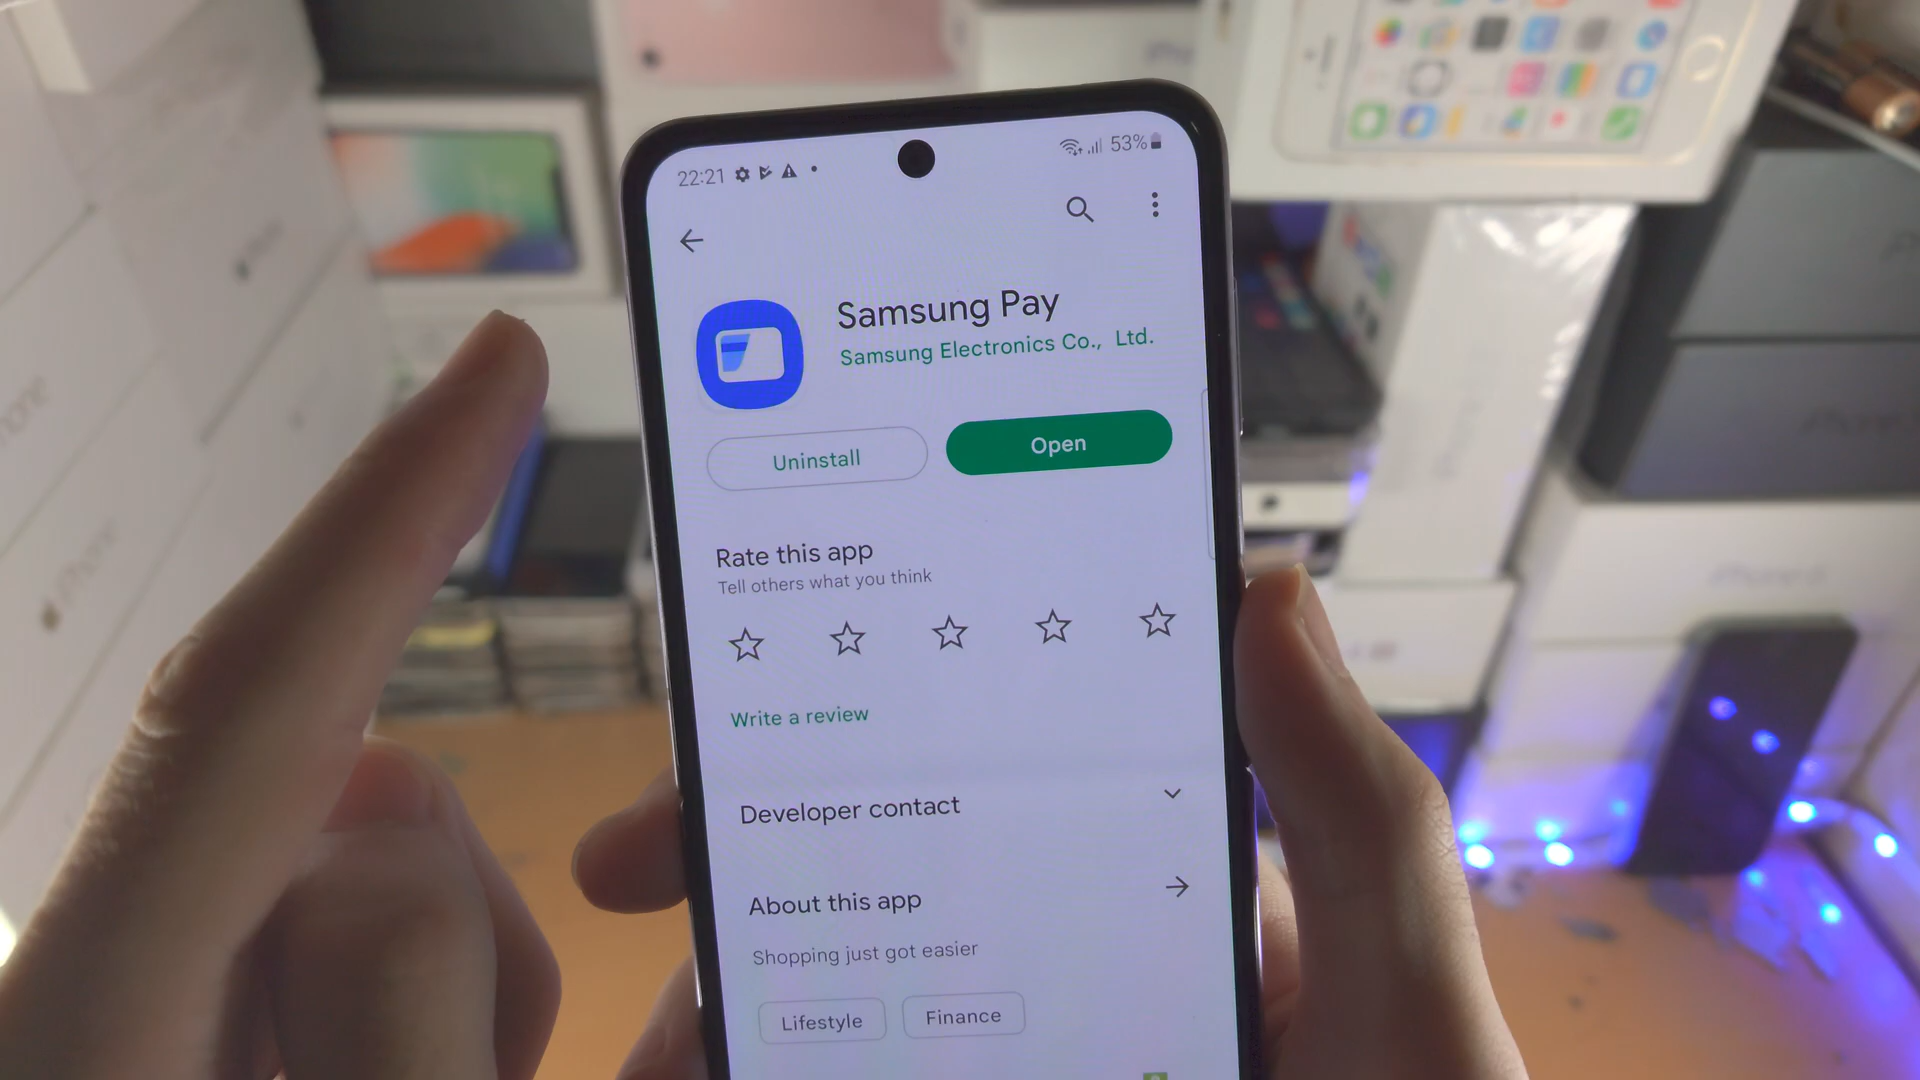 22:21
53%
Samsung Pay
Samsung Electronics Co., Ltd.
Uninstall
Open
Rate this app
Tell others what you think
Write a review
Developer contact
About this app
Shopping just got easier
Lifestyle
Finance
iPhone